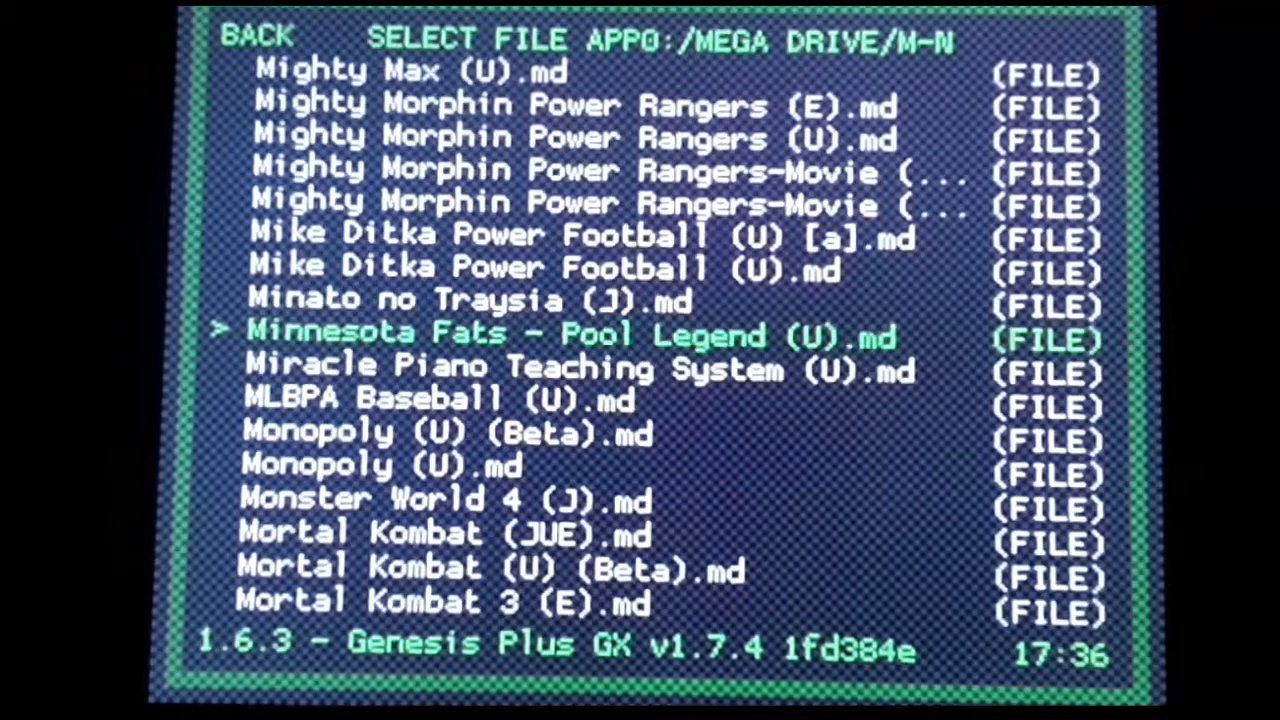 BACK SELECT FILE APP0:/MEGA DRIVE/M-N
Mighty Max (U).md (FILE)
Mighty Morphin Power Rangers (E).md (FILE)
Mighty Morphin Power Rangers (U).md (FILE)
Mighty Morphin Power Rangers-Movie (... (FILE)
Mighty Morphin Power Rangers-Movie (... (FILE)
Mike Ditka Power Football (U) [a].md (FILE)
Mike Ditka Power Football (U).md (FILE)
Minato no Traysia (J).md (FILE)
> Minnesota Fats - Pool Legend (U).md (FILE)
Miracle Piano Teaching System (U).md (FILE)
MLBPA Baseball (U).md (FILE)
Monopoly (U) (Beta).md (FILE)
Monopoly (U).md (FILE)
Monster World 4 (J).md (FILE)
Mortal Kombat (JUE).md (FILE)
Mortal Kombat (U) (Beta).md (FILE)
Mortal Kombat 3 (E).md (FILE)
1.6.3 - Genesis Plus GX v1.7.4 1fd384e 17:36